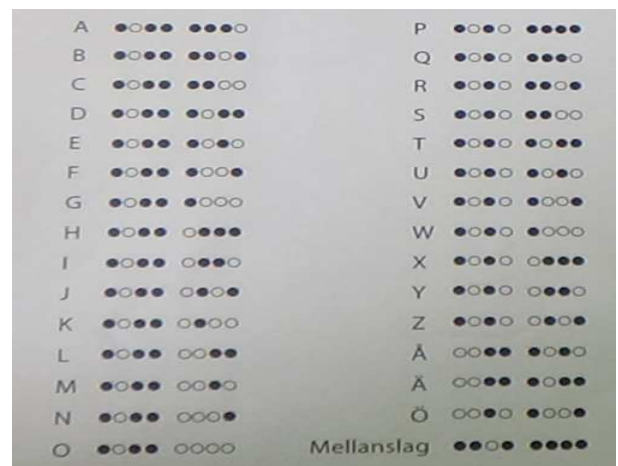 A ●○●● ●●●○
B ●○●● ●●○●
C ●○●● ●●○○
D ●○●● ●○●●
E ●○●● ●○●○
F ●○●● ●○○●
G ●○●● ●○○○
H ●○●● ○●●●
I ●○●● ○●●○
J ●○●● ○●○●
K ●○●● ○●○○
L ●○●● ○○●●
M ●○●● ○○●○
N ●○●● ○○○●
O ●○●● ○○○○
P ●○●○ ●●●●
Q ●○●○ ●●●○
R ●○●○ ●●○●
S ●○●○ ●●○○
T ●○●○ ●○●●
U ●○●○ ●○●○
V ●○●○ ●○○●
W ●○●○ ●○○○
X ●○●○ ○●●●
Y ●○●○ ○●●○
Z ●○●○ ○●○●
Å ○○●● ●○●○
Ä ○○●● ●○●●
Ö ○○●○ ●○○●
Mellanslag ●●○● ●●●●